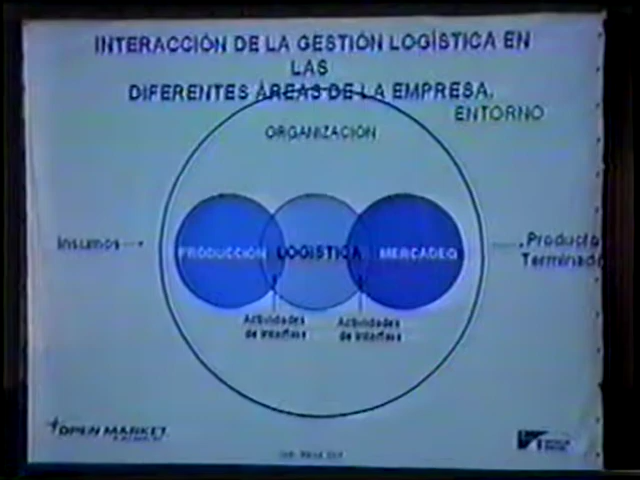 INTERACCIÓN DE LA GESTIÓN LOGÍSTICA EN
LAS
DIFERENTES ÁREAS DE LA EMPRESA.
ENTORNO
ORGANIZACIÓN
Insumos
PRODUCCIÓN
LOGISTICA
MERCADEO
Producto
Terminado
Actividades
de Interfase
Actividades
de Interfase
OPEN MARKET